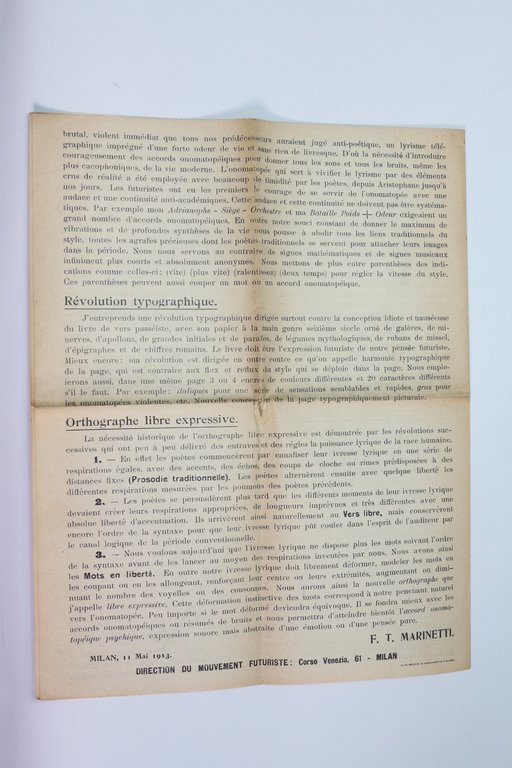 brutal, violent immédiat que tous nos prédécesseurs auraient jugé anti-poétique, un lyrisme télé-
graphique imprégné d'une forte odeur de vie et sans rien de livresque. D'où la nécessité d'introduire
courageusement des accords onomatopéiques pour donner tous les sons et tous les bruits, même les
plus cacophoniques, de la vie moderne. L'onomatopée qui sert à vivifier le lyrisme par des éléments
crus de réalité a été employée avec beaucoup de timidité par les poètes, depuis Aristophane jusqu'à
nos jours. Les futuristes ont eu les premiers le courage de se servir de l'onomatopée avec une
audace et une continuité anti-académiques. Cette audace et cette continuité ne doivent pas être systéma-
tiques. Par exemple mon Adrianople - Siège - Orchestre et ma Bataille Poids + Odeur exigeaient un
grand nombre d'accords onomatopéiques. En outre notre souci constant de donner le maximum de
vibrations et de profondes synthèses de la vie nous pousse à abolir tous les liens traditionnels du
style, toutes les agrafes précieuses dont les poètes traditionnels se servent pour attacher leurs images
dans la période. Nous nous servons au contraire de signes mathématiques et de signes musicaux
infiniment plus courts et absolument anonymes. Nous mettons de plus entre parenthèses des indi-
cations comme celles-ci: (vite) (plus vite) (ralentissez) (deux temps) pour régler la vitesse du style.
Ces parenthèses peuvent aussi couper un mot ou un accord onomatopéique.
Révolution typographique.
J'entreprends une révolution typographique dirigée surtout contre la conception idiote et nauséeuse
du livre de vers passéiste, avec son papier à la main genre seizième siècle orné de galères, de mi-
nerves, d'apollons, de grandes initiales et de parafes, de légumes mythologiques, de rubans de missel,
d'épigraphes et de chiffres romains. Le livre doit être l'expression futuriste de notre pensée futuriste.
Mieux encore: ma révolution est dirigée en outre contre ce qu'on appelle harmonie typographique
de la page, qui est contraire aux flux et reflux du style qui se déploie dans la page. Nous emplo-
ierons aussi, dans une même page 3 ou 4 encres de couleurs différentes et 20 caractères différents
s'il le faut. Par exemple: italiques pour une série de sensations semblables et rapides, gras pour
les onomatopées violentes, etc. Nouvelle conception de la page typographiquement picturale.
Orthographe libre expressive.
La nécessité historique de l'orthographe libre expressive est démontrée par les révolutions suc-
cessives qui ont peu à peu délivré des entraves et des règles la puissance lyrique de la race humaine.
1. — En effet les poètes commencèrent par canaliser leur ivresse lyrique en une série de
respirations égales, avec des accents, des échos, des coups de cloche ou rimes prédisposées à des
distances fixes (Prosodie traditionnelle). Les poètes alternèrent ensuite avec quelque liberté les
différentes respirations mesurées par les poumons des poètes précédents.
2. — Les poètes se persuadèrent plus tard que les différents moments de leur ivresse lyrique
devaient créer leurs respirations appropriées, de longueurs imprévues et très différentes avec une
absolue liberté d'accentuation. Ils arrivèrent ainsi naturellement au Vers libre, mais conservèrent
encore l'ordre de la syntaxe pour que leur ivresse lyrique pût couler dans l'esprit de l'auditeur par
le canal logique de la période conventionnelle.
3. — Nous voulons aujourd'hui que l'ivresse lyrique ne dispose plus les mots suivant l'ordre
de la syntaxe avant de les lancer au moyen des respirations inventées par nous. Nous avons ainsi
les Mots en liberté. En outre notre ivresse lyrique doit librement déformer, modeler les mots en
les coupant ou en les allongeant, renforçant leur centre ou leurs extrémités, augmentant ou dimi-
nuant le nombre des voyelles ou des consonnes. Nous aurons ainsi la nouvelle orthographe que
j'appelle libre expressive. Cette déformation instinctive des mots correspond à notre penchant naturel
vers l'onomatopée. Peu importe si le mot déformé deviendra équivoque. Il se fondra mieux avec les
accords onomatopéiques ou résumés de bruits et nous permettra d'atteindre bientôt l'accord onoma-
topéique psychique, expression sonore mais abstraite d'une émotion ou d'une pensée pure.
F. T. MARINETTI.
MILAN, 11 Mai 1913.
DIRECTION DU MOUVEMENT FUTURISTE: Corso Venezia, 61 - MILAN